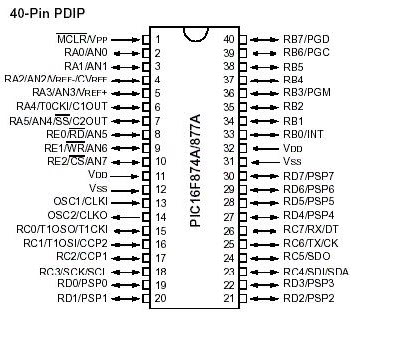 40-Pin PDIP
MCLR/VPP 1 40 RB7/PGD
RA0/AN0 2 39 RB6/PGC
RA1/AN1 3 38 RB5
RA2/AN2/VREF-/CVREF 4 37 RB4
RA3/AN3/VREF+ 5 36 RB3/PGM
RA4/T0CKI/C1OUT 6 35 RB2
RA5/AN4/SS/C2OUT 7 34 RB1
RE0/RD/AN5 8 33 RB0/INT
RE1/WR/AN6 9 32 VDD
RE2/CS/AN7 10 31 VSS
VDD 11 30 RD7/PSP7
VSS 12 29 RD6/PSP6
OSC1/CLKI 13 28 RD5/PSP5
OSC2/CLKO 14 27 RD4/PSP4
RC0/T1OSO/T1CKI 15 26 RC7/RX/DT
RC1/T1OSI/CCP2 16 25 RC6/TX/CK
RC2/CCP1 17 24 RC5/SDO
RC3/SCK/SCL 18 23 RC4/SDI/SDA
RD0/PSP0 19 22 RD3/PSP3
RD1/PSP1 20 21 RD2/PSP2
PIC16F874A/877A